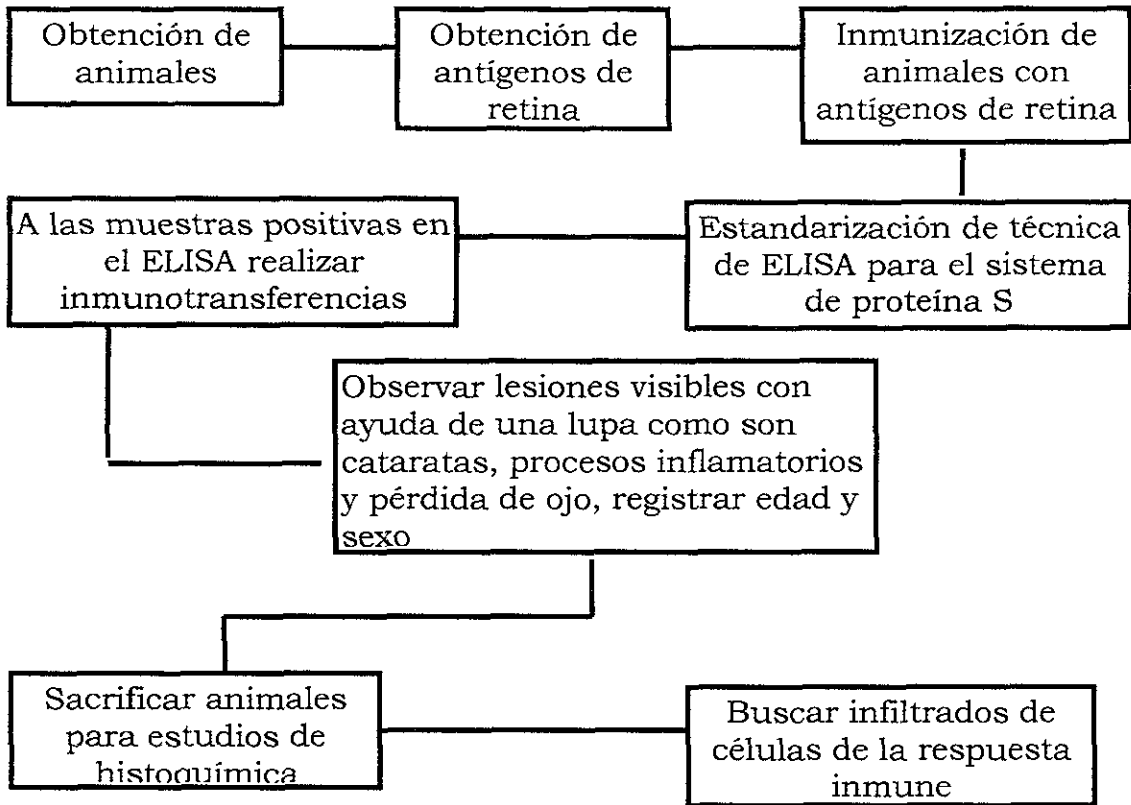 Obtención de
animales
Obtención de
antígenos de
retina
Inmunización de
animales con
antígenos de retina
A las muestras positivas en
el ELISA realizar
inmunotransferencias
Estandarización de técnica
de ELISA para el sistema
de proteína S
Observar lesiones visibles con
ayuda de una lupa como son
cataratas, procesos inflamatorios
y pérdida de ojo, registrar edad y
sexo
Sacrificar animales
para estudios de
histoquímica
Buscar infiltrados de
células de la respuesta
inmune